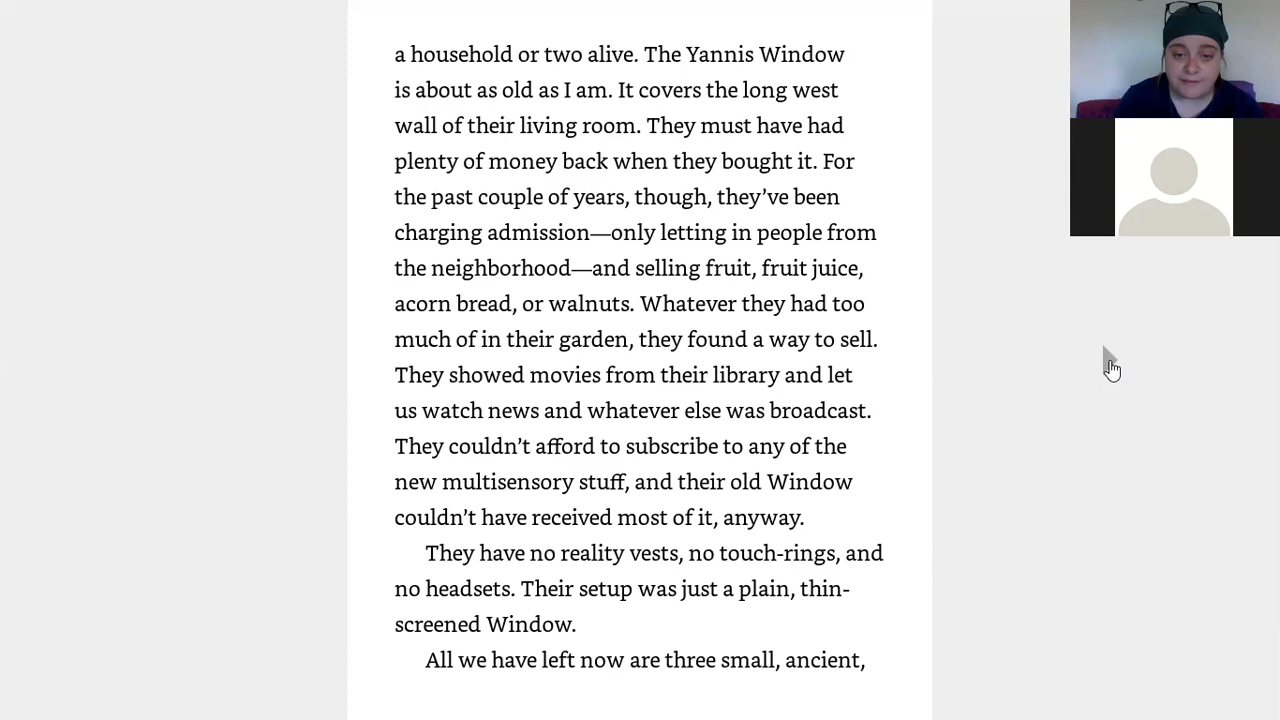 a household or two alive. The Yannis Window
is about as old as I am. It covers the long west
wall of their living room. They must have had
plenty of money back when they bought it. For
the past couple of years, though, they’ve been
charging admission—only letting in people from
the neighborhood—and selling fruit, fruit juice,
acorn bread, or walnuts. Whatever they had too
much of in their garden, they found a way to sell.
They showed movies from their library and let
us watch news and whatever else was broadcast.
They couldn’t afford to subscribe to any of the
new multisensory stuff, and their old Window
couldn’t have received most of it, anyway.
They have no reality vests, no touch-rings, and
no headsets. Their setup was just a plain, thin-
screened Window.
All we have left now are three small, ancient,